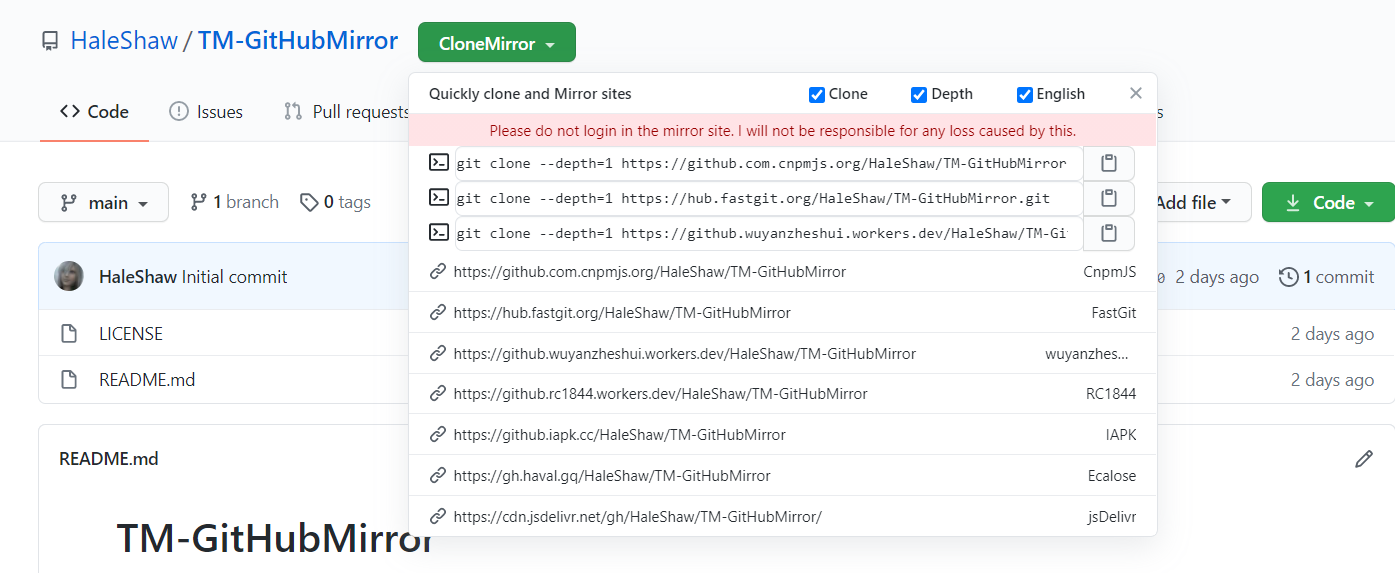 HaleShaw / TM-GitHubMirror CloneMirror
Quickly clone and Mirror sites Clone Depth English
Code Issues Pull requests
Please do not login in the mirror site. I will not be responsible for any loss caused by this.
git clone --depth=1 https://github.com.cnpmjs.org/HaleShaw/TM-GitHubMirror
main 1 branch 0 tags
git clone --depth=1 https://hub.fastgit.org/HaleShaw/TM-GitHubMirror.git
Add file Code
git clone --depth=1 https://github.wuyanzheshui.workers.dev/HaleShaw/TM-Gi
HaleShaw Initial commit
2 days ago 1 commit
https://github.com.cnpmjs.org/HaleShaw/TM-GitHubMirror CnpmJS
https://hub.fastgit.org/HaleShaw/TM-GitHubMirror FastGit
LICENSE 2 days ago
https://github.wuyanzheshui.workers.dev/HaleShaw/TM-GitHubMirror wuyanzhes...
README.md 2 days ago
https://github.rc1844.workers.dev/HaleShaw/TM-GitHubMirror RC1844
https://github.iapk.cc/HaleShaw/TM-GitHubMirror IAPK
README.md
https://gh.haval.gq/HaleShaw/TM-GitHubMirror Ecalose
https://cdn.jsdelivr.net/gh/HaleShaw/TM-GitHubMirror/ jsDelivr
TM-GitHubMirror